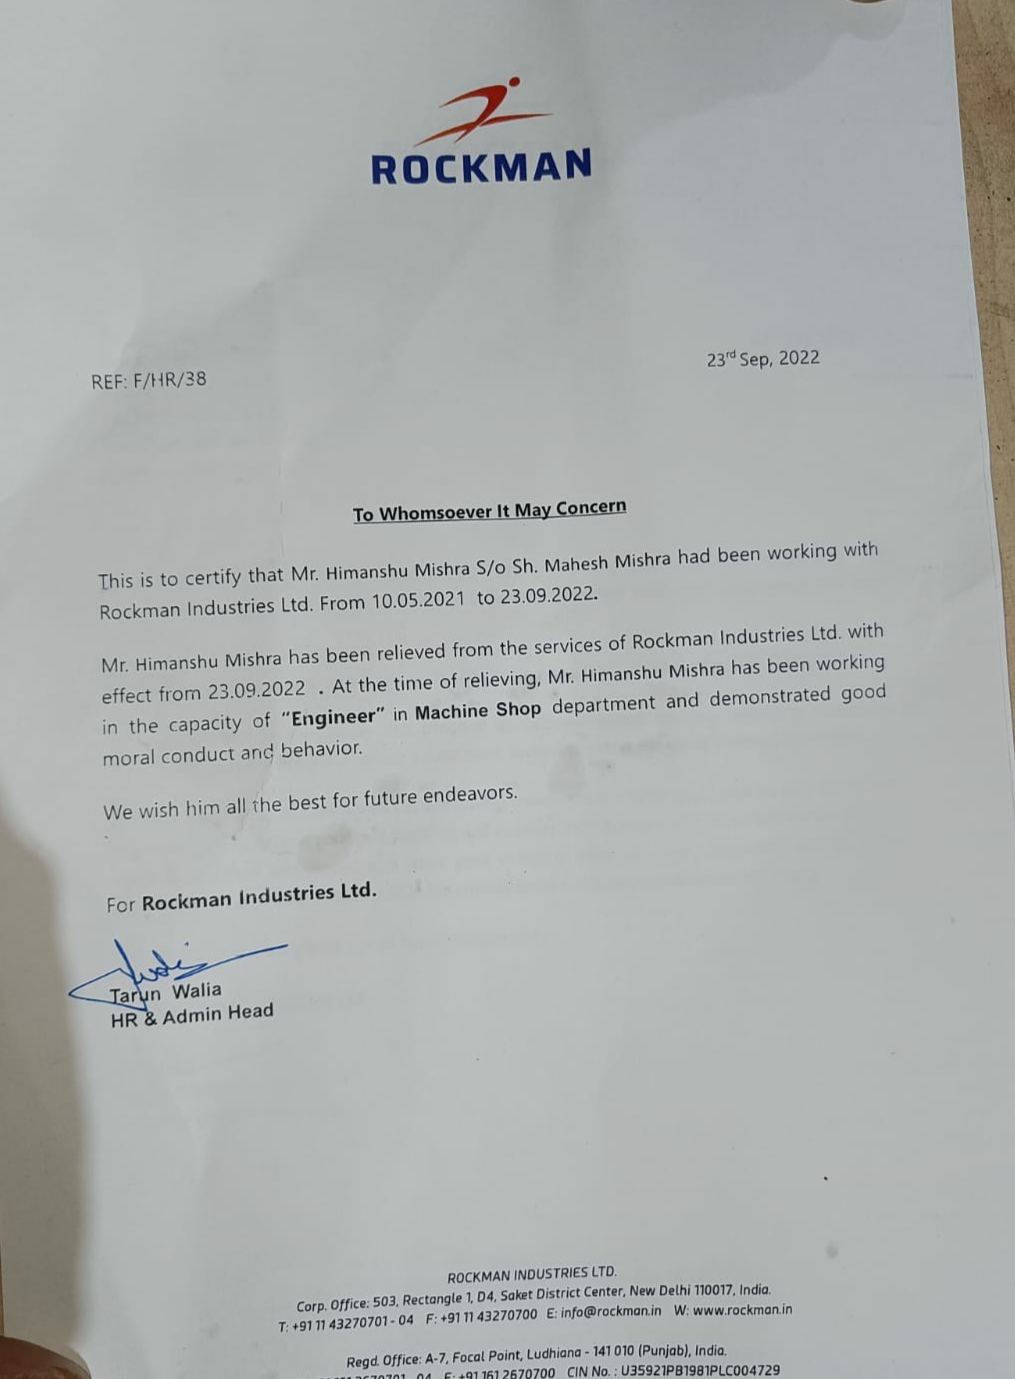 ROCKMAN
REF: F/HR/38
23rd Sep, 2022
To Whomsoever It May Concern
This is to certify that Mr. Himanshu Mishra S/o Sh. Mahesh Mishra had been working with
Rockman Industries Ltd. From 10.05.2021 to 23.09.2022.
Mr. Himanshu Mishra has been relieved from the services of Rockman Industries Ltd. with
effect from 23.09.2022 . At the time of relieving, Mr. Himanshu Mishra has been working
in the capacity of “Engineer” in Machine Shop department and demonstrated good
moral conduct and behavior.
We wish him all the best for future endeavors.
For Rockman Industries Ltd.
Tarun Walia
HR & Admin Head
ROCKMAN INDUSTRIES LTD.
Corp. Office: 503, Rectangle 1, D4, Saket District Center, New Delhi 110017, India.
T: +91 11 43270701 - 04 F: +91 11 43270700 E: info@rockman.in W: www.rockman.in
Regd. Office: A-7, Focal Point, Ludhiana - 141 010 (Punjab), India.
04 F: +91 161 2670700 CIN No. : U35921PB1981PLC004729